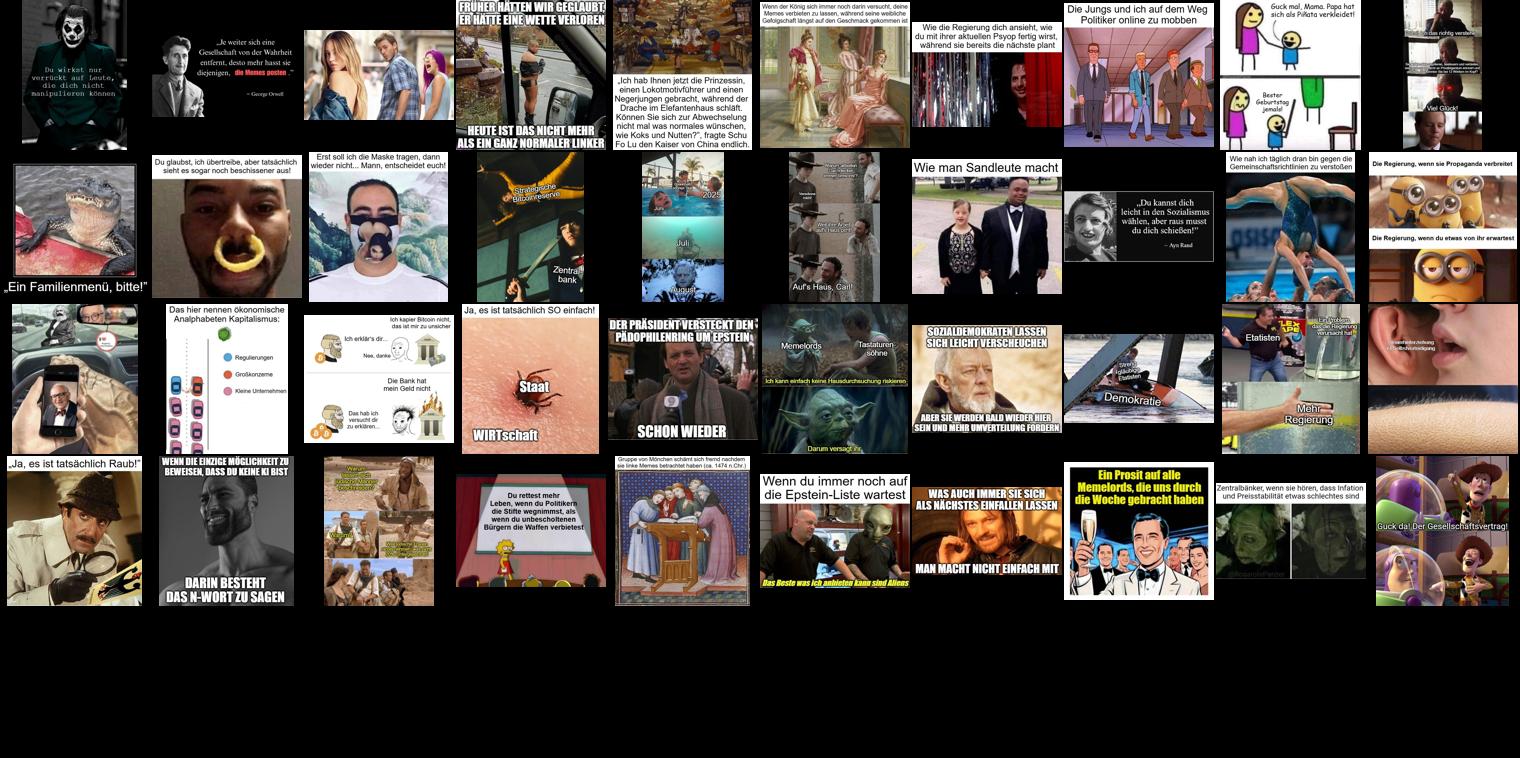 Du wirkst nur
verrückt auf Leute,
die dich nicht
manipulieren können
„Je weiter sich eine
Gesellschaft von der Wahrheit
entfernt, desto mehr hasst sie
diejenigen, die Memes posten.“
– George Orwell
FRÜHER HÄTTEN WIR GEGLAUBT,
ER HÄTTE EINE WETTE VERLOREN
HEUTE IST DAS NICHT MEHR
ALS EIN GANZ NORMALER LINKER
„Ich hab Ihnen jetzt die Prinzessin,
einen Lokotmotivführer und einen
Negerjungen gebracht, während der
Drache im Elefantenhaus schläft.
Können Sie sich zur Abwechselung
nicht mal was normales wünschen,
wie Koks und Nutten?“, fragte Schu
Fo Lu den Kaiser von China endlich.
Wenn der König sich immer noch darin versucht, deine
Memes verbieten zu lassen, während seine weibliche
Gefolgschaft längst auf den Geschmack gekommen ist
Wie die Regierung dich ansieht, wie
du mit ihrer aktuellen Psyop fertig wirst,
während sie bereits die nächste plant
Die Jungs und ich auf dem Weg
Politiker online zu mobben
Guck mal, Mama. Papa hat
sich als Piñata verkleidet!
Bester
Geburtstag
jemals!
Viel Glück!
„Ein Familienmenü, bitte!“
Du glaubst, ich übertreibe, aber tatsächlich
sieht es sogar noch beschissener aus!
Erst soll ich die Maske tragen, dann
wieder nicht... Mann, entscheidet euch!
Strategische
Bitcoinreserve
Zentral
bank
2025
Juni
Juli
August
Auf's Haus, Carl!
Wie man Sandleute macht
„Du kannst dich
leicht in den Sozialismus
wählen, aber raus musst
du dich schießen!“
– Ayn Rand
Wie nah ich täglich dran bin gegen die
Gemeinschaftsrichtlinien zu verstoßen
Die Regierung, wenn sie Propaganda verbreitet
Die Regierung, wenn du etwas von ihr erwartest
Das hier nennen ökonomische
Analphabeten Kapitalismus:
Regulierungen
Großkonzerne
Kleine Unternehmen
Ich kapier Bitcoin nicht,
das ist mir zu unsicher
Ich erklär's dir...
Nee, danke
Die Bank hat
mein Geld nicht
Das hab ich
versucht dir
zu erklären...
Ja, es ist tatsächlich SO einfach!
Staat
WIRTschaft
DER PRÄSIDENT VERSTECKT DEN
PÄDOPHILENRING UM EPSTEIN
SCHON WIEDER
Memelords
Tastaturen-
söhne
Ich kann einfach keine Hausdurchsuchung riskieren
Darum versagt ihr
SOZIALDEMOKRATEN LASSEN
SICH LEICHT VERSCHEUCHEN
ABER SIE WERDEN BALD WIEDER HIER
SEIN UND MEHR UMVERTEILUNG FORDERN
Streng
gläubige
Etatisten
Demokratie
Etatisten
Ein Problem,
das die Regierung
verursacht hat
Mehr
Regierung
„Ja, es ist tatsächlich Raub!“
WENN DIE EINZIGE MÖGLICHKEIT ZU
BEWEISEN, DASS DU KEINE KI BIST
DARIN BESTEHT
DAS N-WORT ZU SAGEN
Du rettest mehr
Leben, wenn du Politikern
die Stifte wegnimmst, als
wenn du unbescholtenen
Bürgern die Waffen verbietest
Gruppe von Mönchen schämt sich fremd nachdem
sie linke Memes betrachtet haben (ca. 1474 n.Chr.)
Wenn du immer noch auf
die Epstein-Liste wartest
Das Beste was ich anbieten kann sind Aliens
WAS AUCH IMMER SIE SICH
ALS NÄCHSTES EINFALLEN LASSEN
MAN MACHT NICHT EINFACH MIT
Ein Prosit auf alle
Memelords, die uns durch
die Woche gebracht haben
Zentralbänker, wenn sie hören, dass Infation
und Preisstabilität etwas schlechtes sind
Guck da! Der Gesellschaftsvertrag!